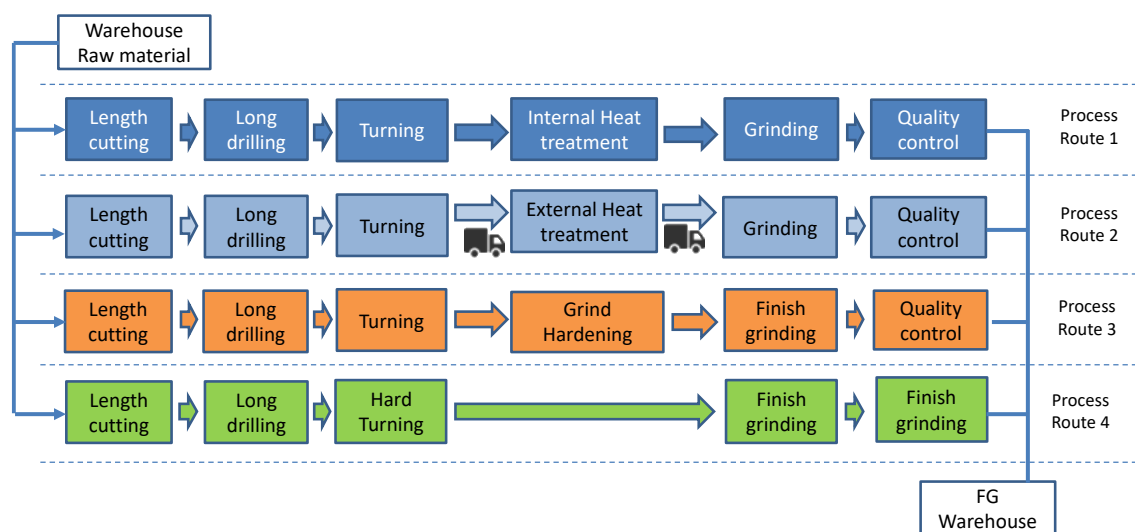 Warehouse
Raw material
Length
cutting
Long
drilling
Turning
Internal Heat
treatment
Grinding
Quality
control
Process
Route 1
Length
cutting
Long
drilling
Turning
External Heat
treatment
Grinding
Quality
control
Process
Route 2
Length
cutting
Long
drilling
Turning
Grind
Hardening
Finish
grinding
Quality
control
Process
Route 3
Length
cutting
Long
drilling
Hard
Turning
Finish
grinding
Finish
grinding
Process
Route 4
FG
Warehouse